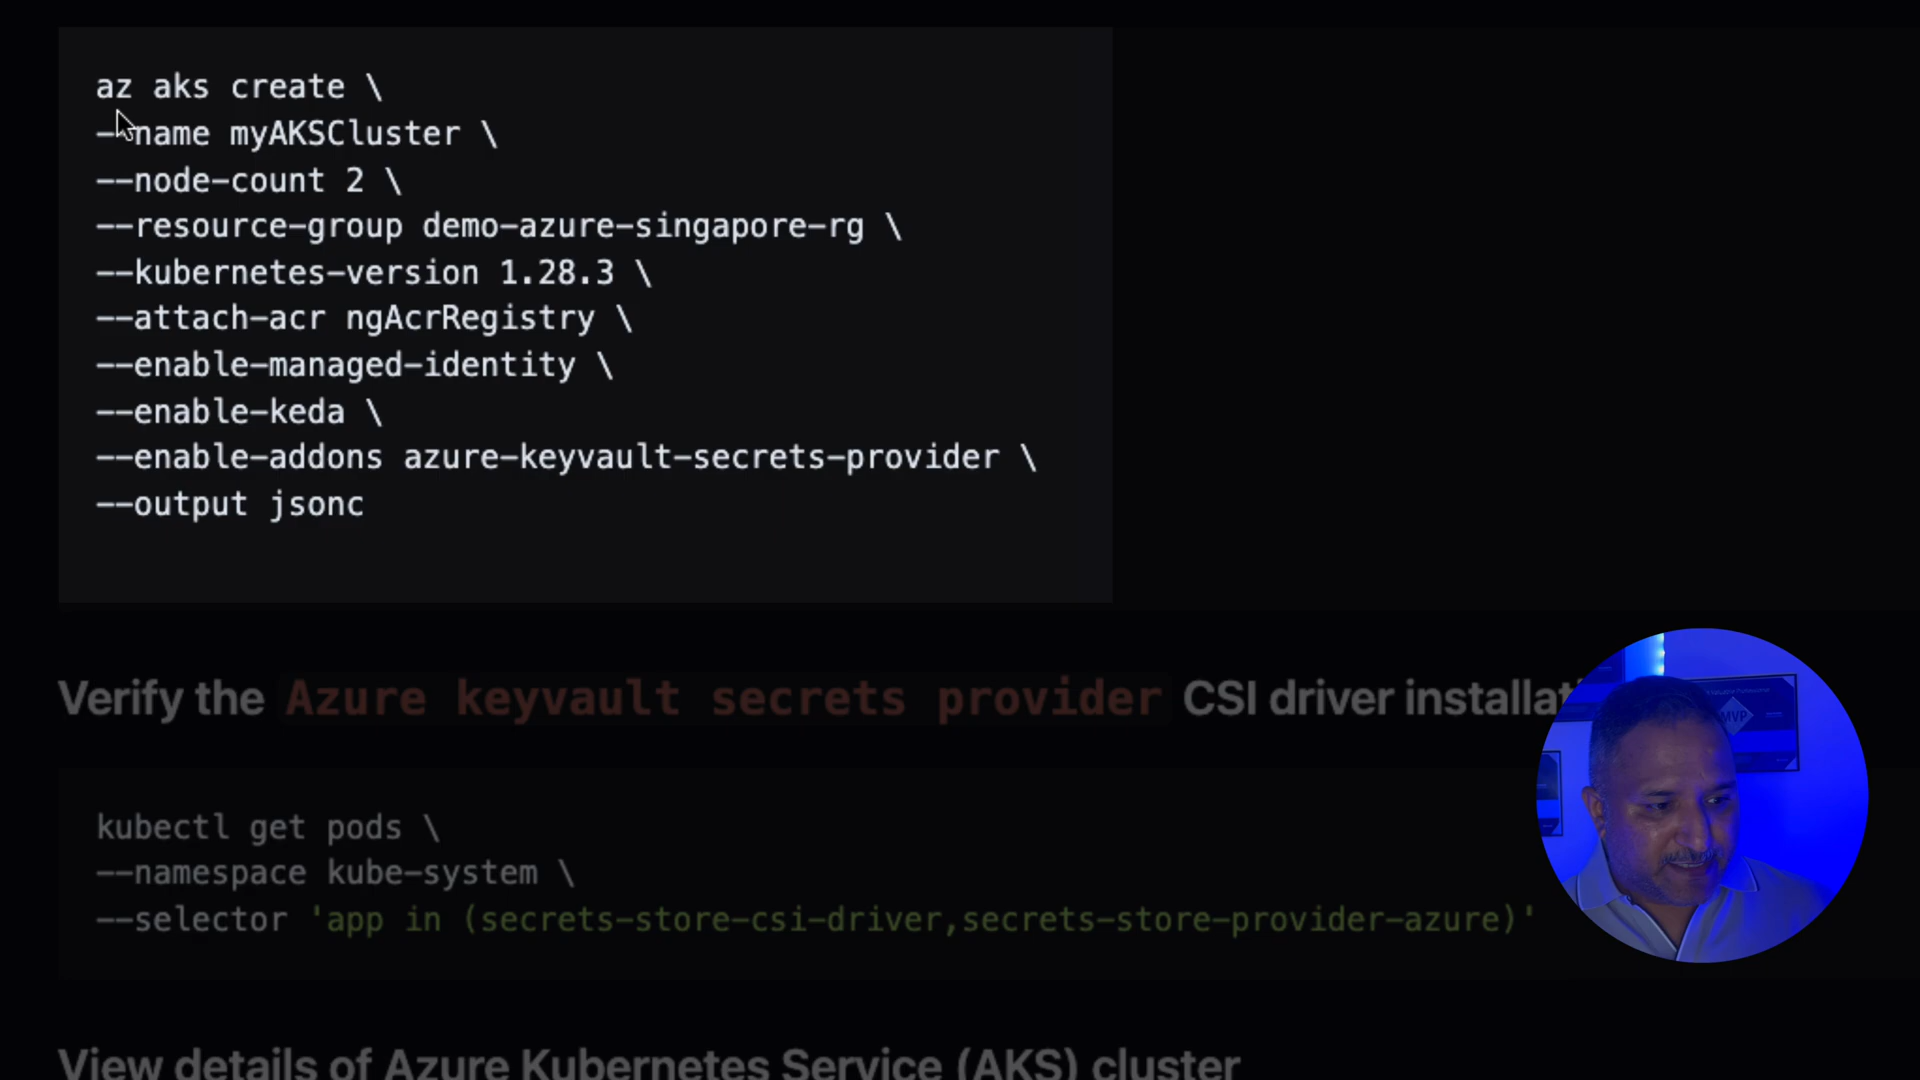 az aks create \
--name myAKSCluster \
--node-count 2 \
--resource-group demo-azure-singapore-rg \
--kubernetes-version 1.28.3 \
--attach-acr ngAcrRegistry \
--enable-managed-identity \
--enable-keda \
--enable-addons azure-keyvault-secrets-provider \
--output jsonc
Verify the Azure keyvault secrets provider CSI driver installat
MVP
kubectl get pods \
--namespace kube-system \
--selector 'app in (secrets-store-csi-driver,secrets-store-provider-azure)'
View details of Azure Kubernetes Service (AKS) cluster